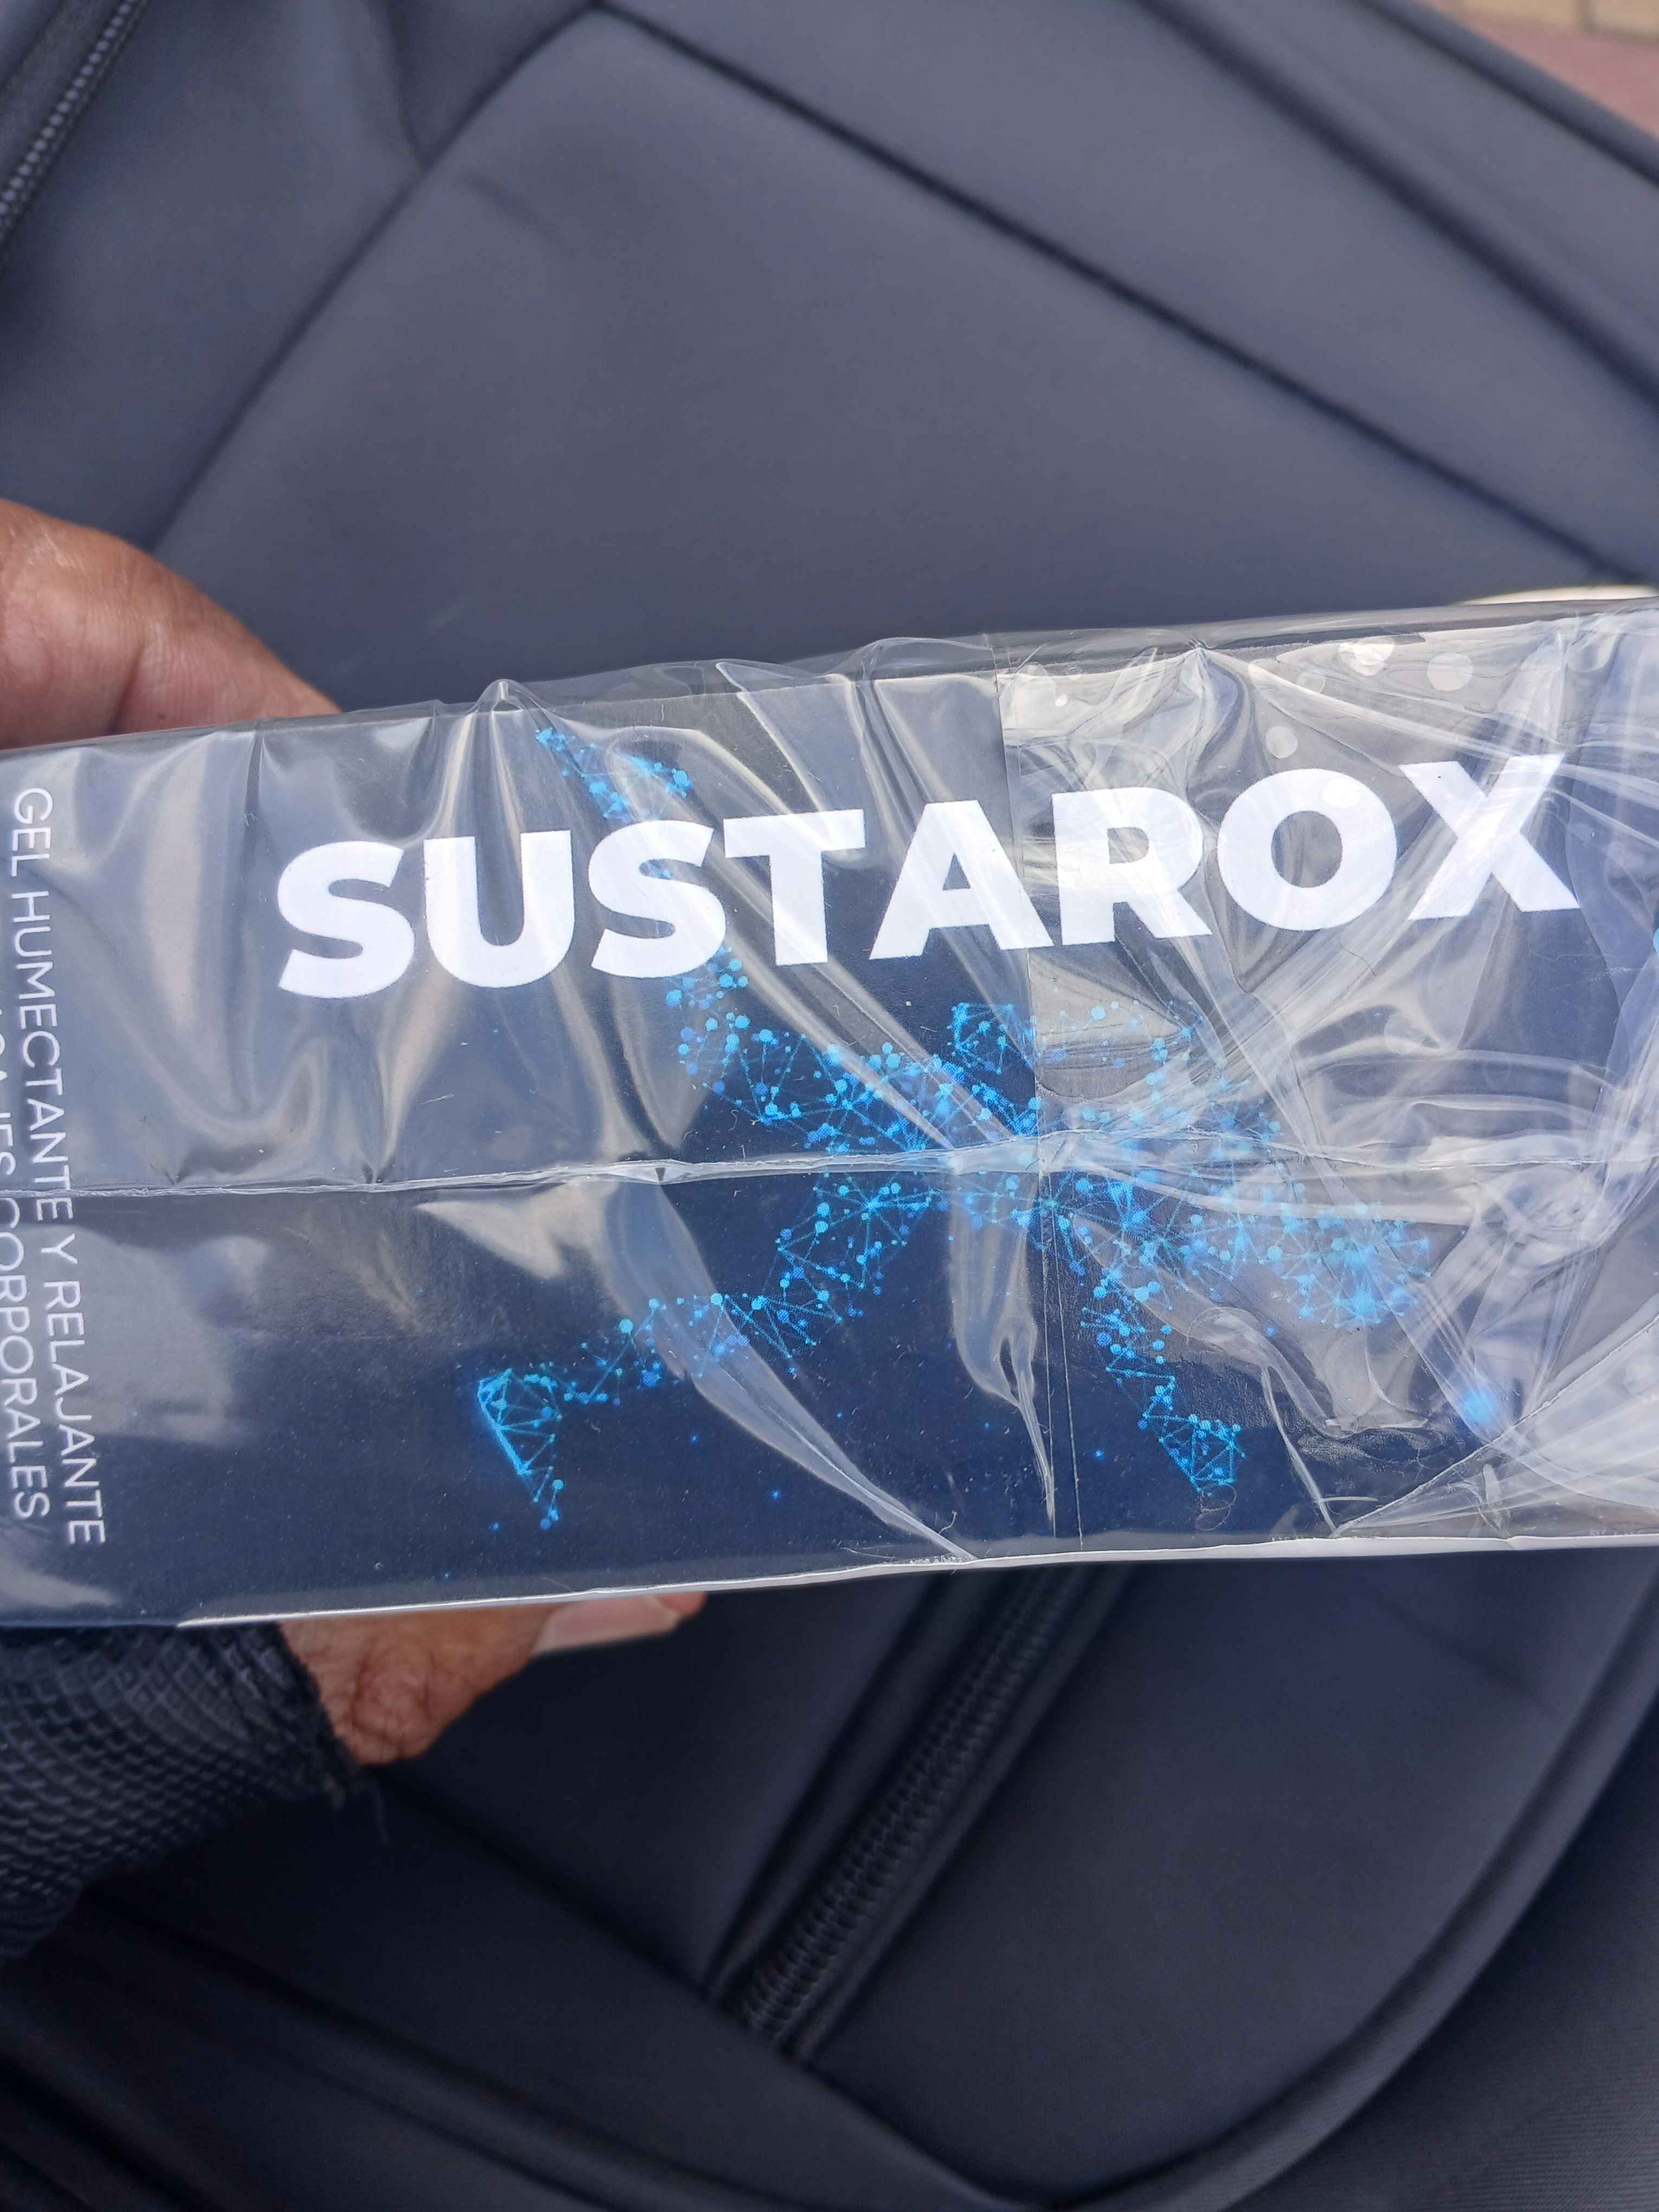 SUSTAROX
GEL HUMECTANTE Y RELAJANTE
CORPORALES